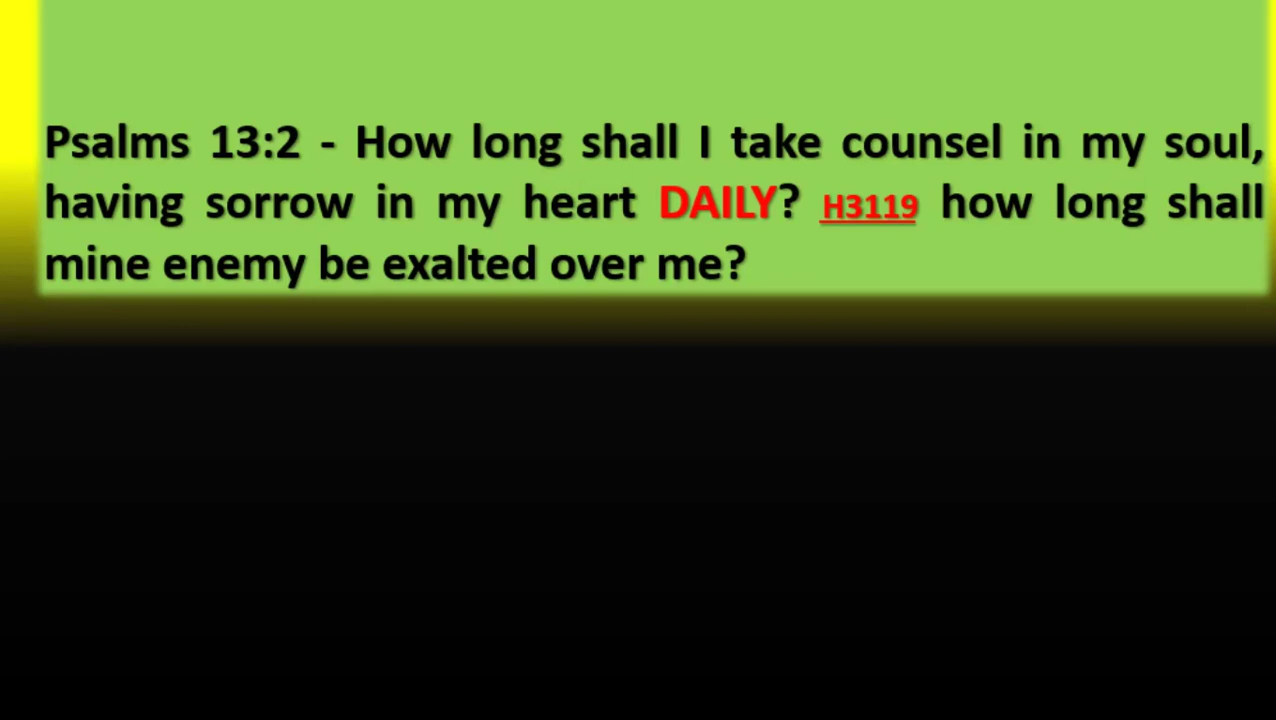 Psalms 13:2 - How long shall I take counsel in my soul,
having sorrow in my heart DAILY? H3119 how long shall
mine enemy be exalted over me?